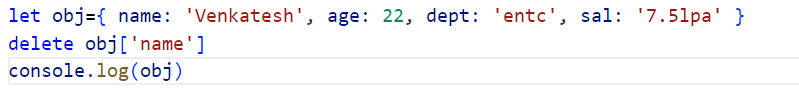 let obj={ name: 'Venkatesh', age: 22, dept: 'entc', sal: '7.5lpa' }
delete obj['name']
console.log(obj)